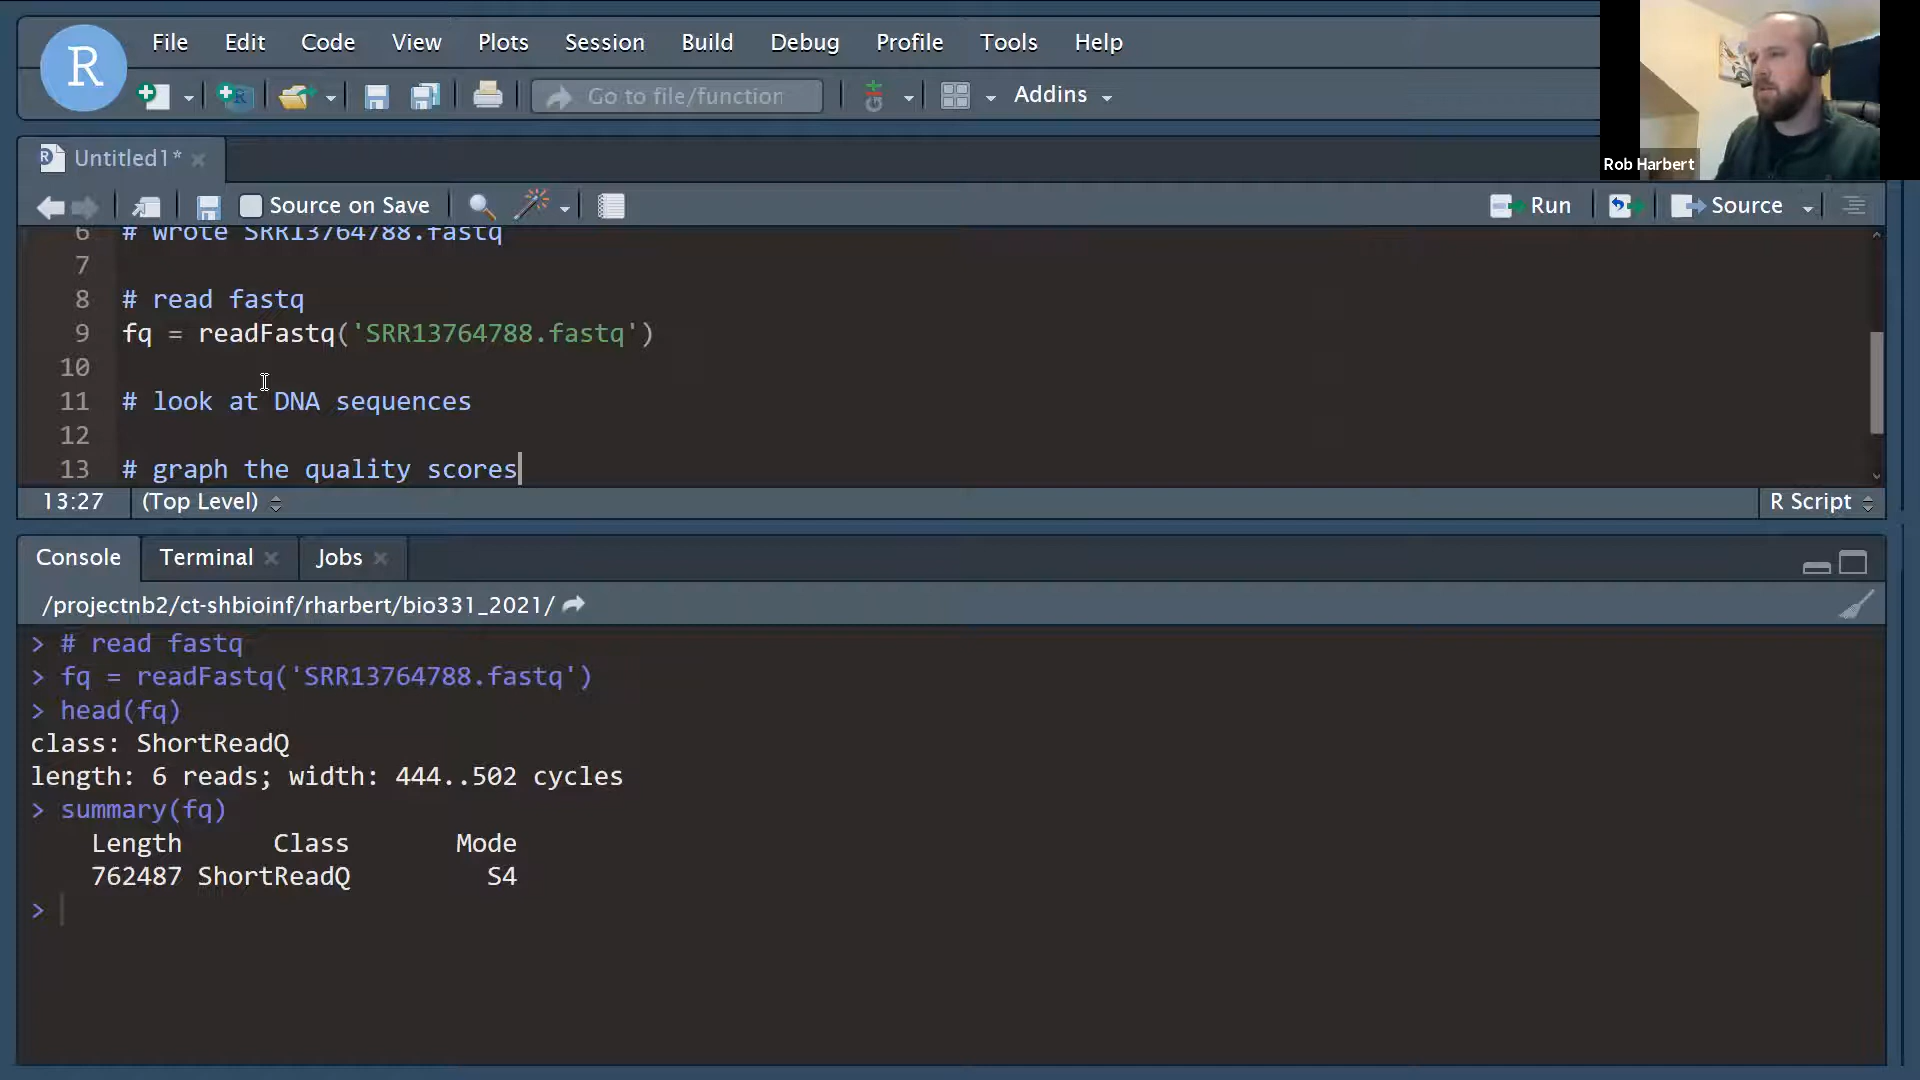 R File Edit Code View Plots Session Build Debug Profile Tools Help
Go to file/function Addins
Rob Harbert
Untitled1*
Source on Save Run Source
6 # wrote SRR13764788.fastq
7
8 # read fastq
9 fq = readFastq('SRR13764788.fastq')
10
11 # look at DNA sequences
12
13 # graph the quality scores
13:27 (Top Level) R Script
Console Terminal Jobs
/projectnb2/ct-shbioinf/rharbert/bio331_2021/
> # read fastq
> fq = readFastq('SRR13764788.fastq')
> head(fq)
class: ShortReadQ
length: 6 reads; width: 444..502 cycles
> summary(fq)
Length Class Mode
762487 ShortReadQ S4
>